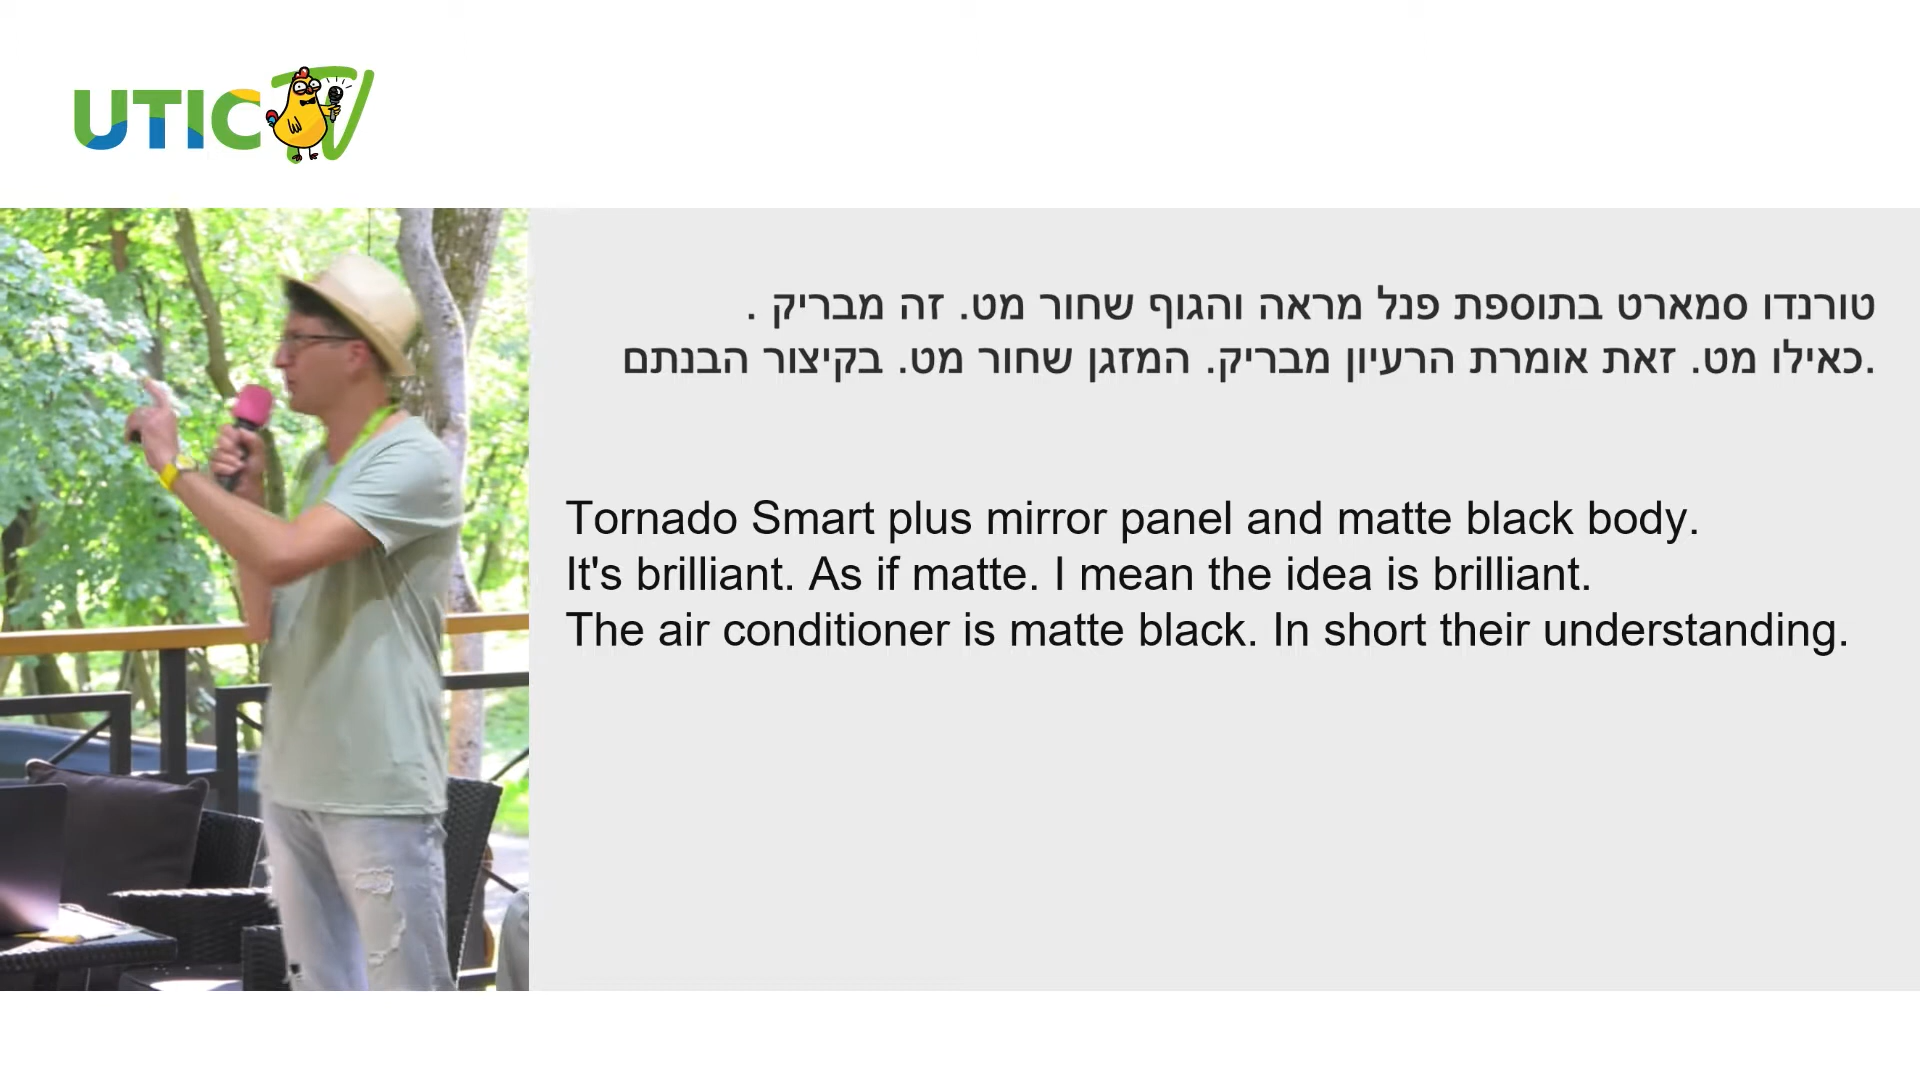 UTIC TV
טורנדו סמארט בתוספת פנל מראה והגוף שחור מט. זה מבריק .
כאילו מט. זאת אומרת הרעיון מבריק. המזגן שחור מט. בקיצור הבנתם.
Tornado Smart plus mirror panel and matte black body.
It's brilliant. As if matte. I mean the idea is brilliant.
The air conditioner is matte black. In short their understanding.